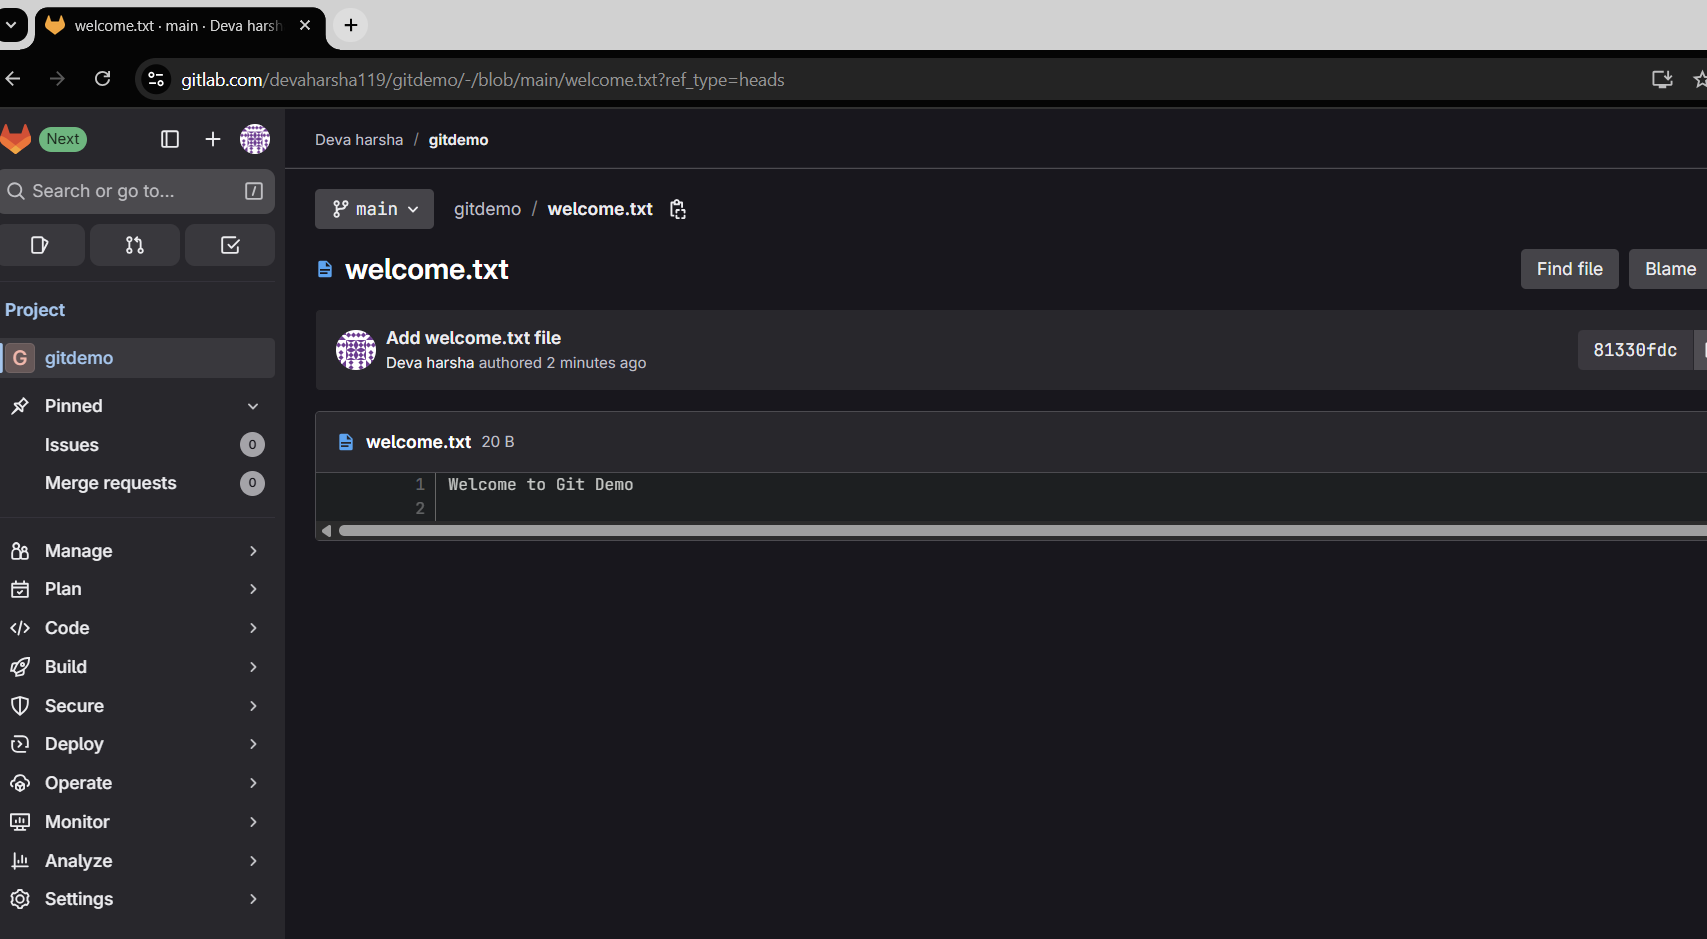 welcome.txt · main · Deva harsh
gitlab.com/devaharsha119/gitdemo/-/blob/main/welcome.txt?ref_type=heads
Next
Deva harsha / gitdemo
Search or go to... /
main
gitdemo / welcome.txt
welcome.txt
Find file
Blame
Project
Add welcome.txt file
Deva harsha authored 2 minutes ago
81330fdc
G gitdemo
Pinned
Issues 0
Merge requests 0
welcome.txt 20 B
1 Welcome to Git Demo
2
Manage
Plan
Code
Build
Secure
Deploy
Operate
Monitor
Analyze
Settings